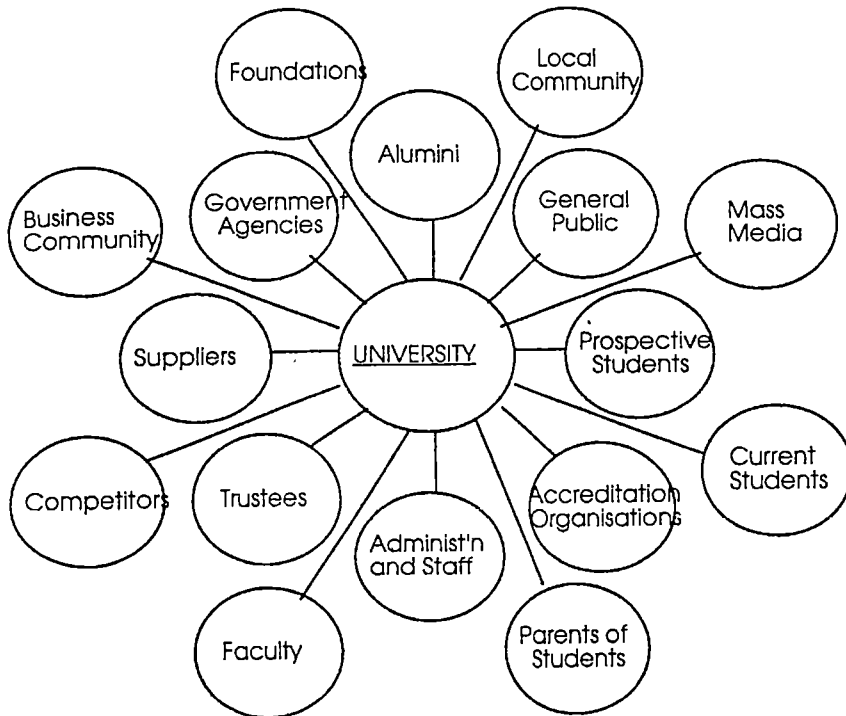 Foundations
Local
Community
Alumini
Government
Agencies
General
Public
Business
Community
Mass
Media
Suppliers
UNIVERSITY
Prospective
Students
Competitors
Trustees
Administ'n
and Staff
Accreditation
Organisations
Current
Students
Faculty
Parents of
Students